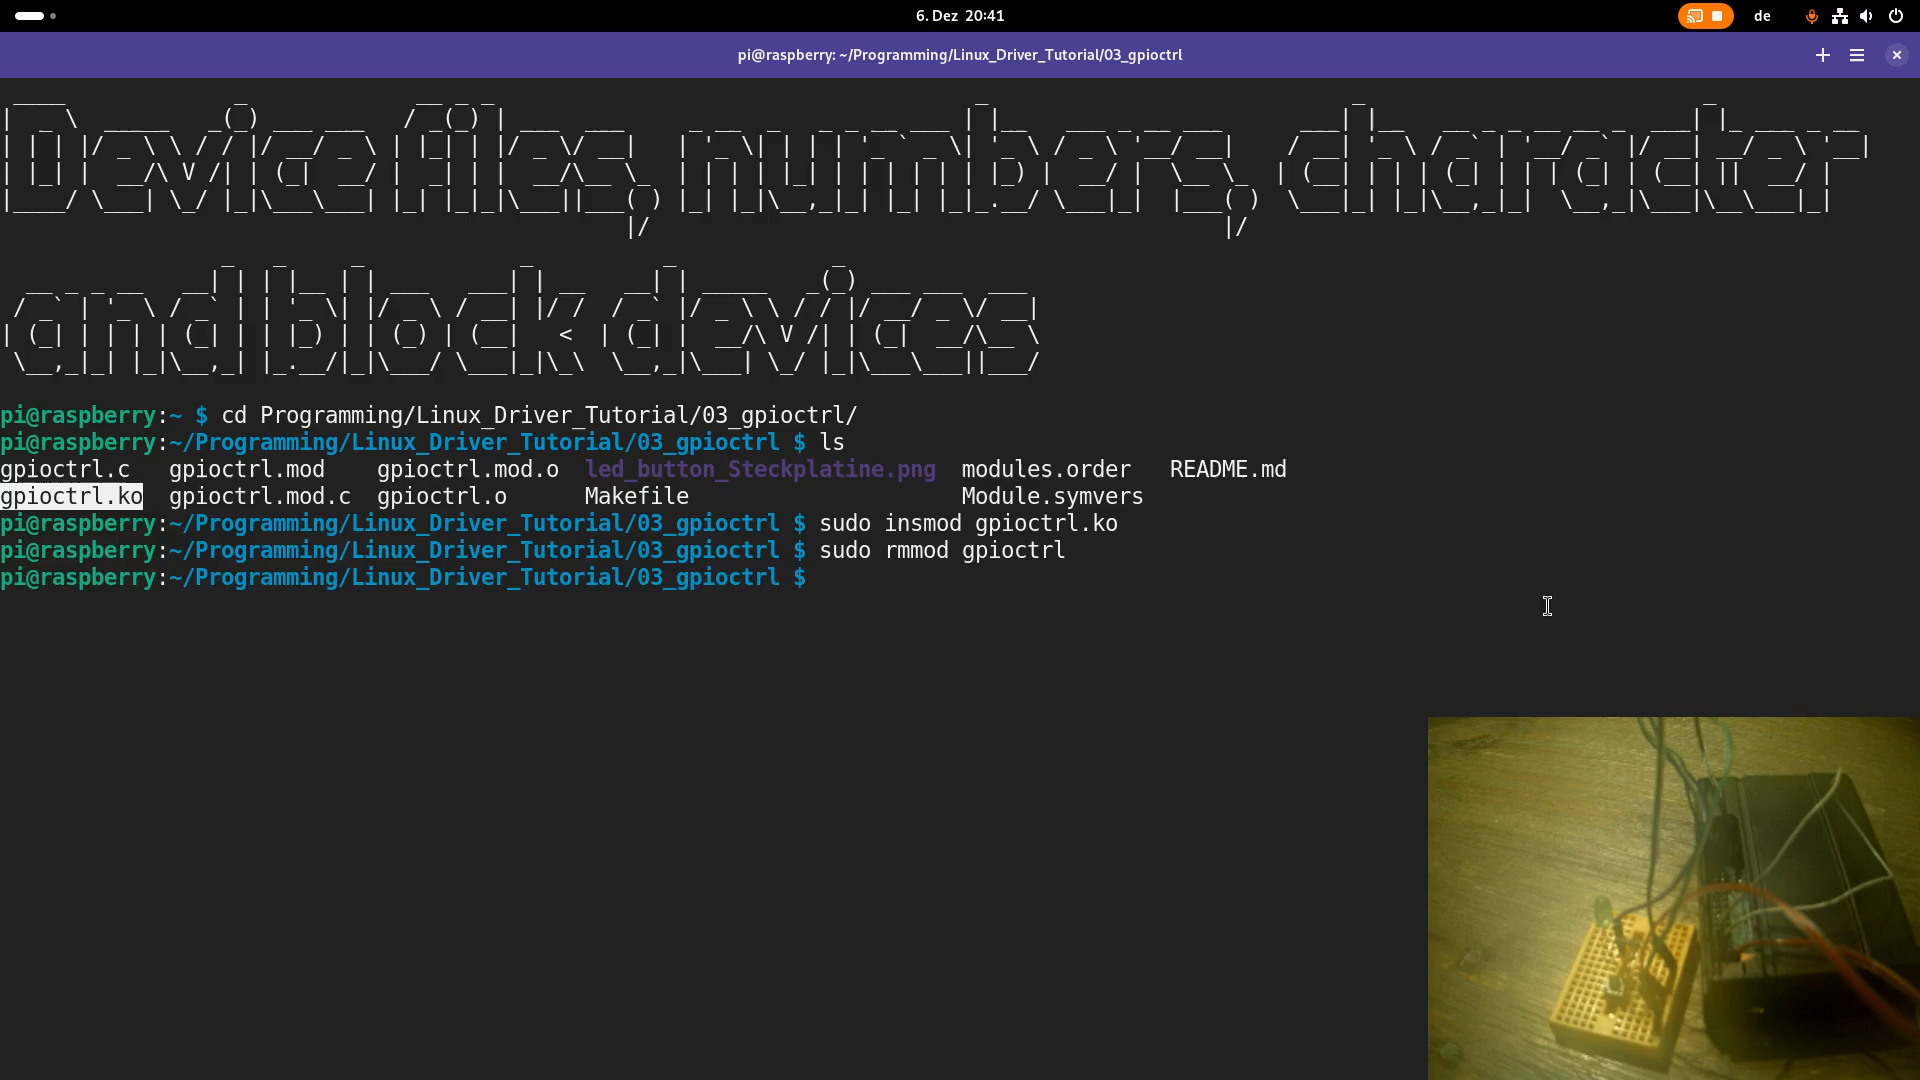 6. Dez 20:41
de
pi@raspberry: ~/Programming/Linux_Driver_Tutorial/03_gpioctrl
Device files, numbers, character
and block devices
pi@raspberry:~ $ cd Programming/Linux_Driver_Tutorial/03_gpioctrl/
pi@raspberry:~/Programming/Linux_Driver_Tutorial/03_gpioctrl $ ls
gpioctrl.c gpioctrl.mod gpioctrl.mod.o led_button_Steckplatine.png modules.order README.md
gpioctrl.ko gpioctrl.mod.c gpioctrl.o Makefile Module.symvers
pi@raspberry:~/Programming/Linux_Driver_Tutorial/03_gpioctrl $ sudo insmod gpioctrl.ko
pi@raspberry:~/Programming/Linux_Driver_Tutorial/03_gpioctrl $ sudo rmmod gpioctrl
pi@raspberry:~/Programming/Linux_Driver_Tutorial/03_gpioctrl $